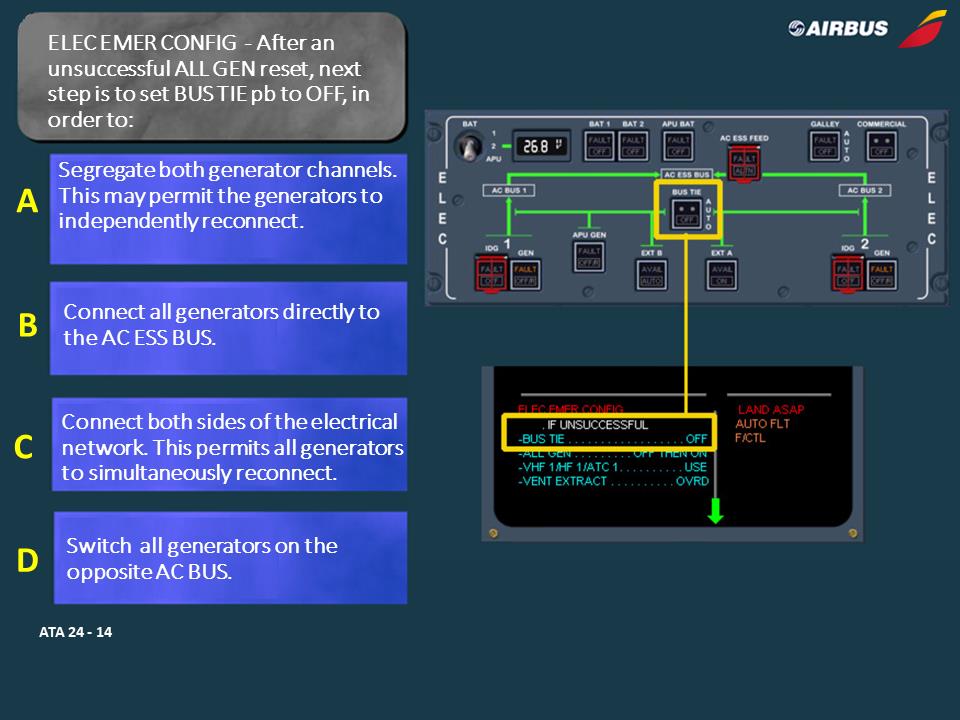 ELEC EMER CONFIG - After an
unsuccessful ALL GEN reset, next
step is to set BUS TIE pb to OFF, in
order to:
AIRBUS
A
Segregate both generator channels.
This may permit the generators to
independently reconnect.
B
Connect all generators directly to
the AC ESS BUS.
C
Connect both sides of the electrical
network. This permits all generators
to simultaneously reconnect.
D
Switch all generators on the
opposite AC BUS.
ATA 24 - 14
BAT
1
2
APU
26.8 V
BAT 1
FAULT
OFF
BAT 2
FAULT
OFF
APU BAT
FAULT
OFF
AC ESS FEED
FAULT
ALTN
GALLEY
FAULT
OFF
AUTO
COMMERCIAL
OFF
ELEC
AC BUS 1
AC ESS BUS
BUS TIE
OFF
AUTO
AC BUS 2
ELEC
IDG
1
GEN
FAULT
OFF
FAULT
OFF/R
APU GEN
FAULT
OFF/R
EXT B
AVAIL
AUTO
EXT A
AVAIL
ON
IDG
2
GEN
FAULT
OFF
FAULT
OFF/R
ELEC EMER CONFIG
. IF UNSUCCESSFUL
-BUS TIE . . . . . . . . . . . . . . . . . . OFF
-ALL GEN . . . . . . . . . OFF THEN ON
-VHF 1/HF 1/ATC 1 . . . . . . . . . . USE
-VENT EXTRACT . . . . . . . . . . OVRD
LAND ASAP
AUTO FLT
F/CTL